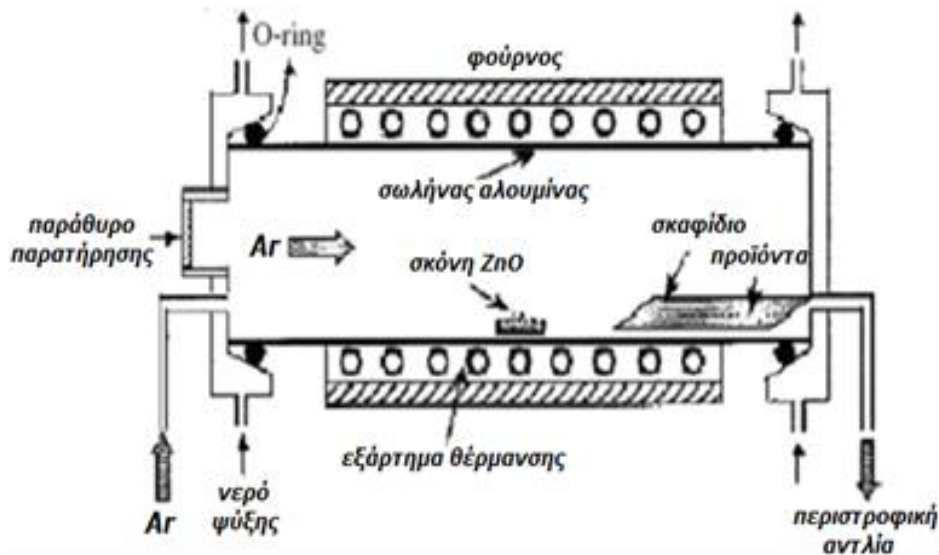 O-ring
φούρνος
σωλήνας αλουμίνας
παράθυρο
παρατήρησης
Ar
σκαφίδιο
προϊόντα
σκόνη ZnO
εξάρτημα θέρμανσης
Ar
νερό
ψύξης
περιστροφική
αντλία